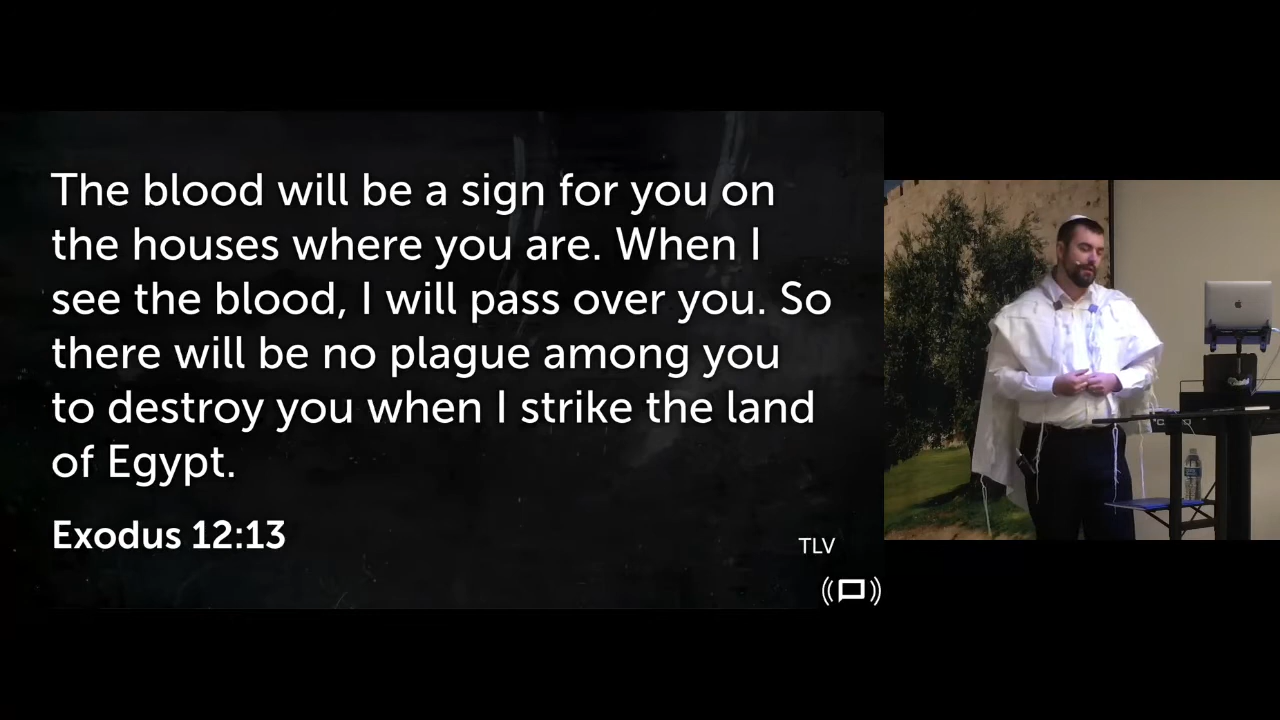 The blood will be a sign for you on
the houses where you are. When I
see the blood, I will pass over you. So
there will be no plague among you
to destroy you when I strike the land
of Egypt.
Exodus 12:13
TLV